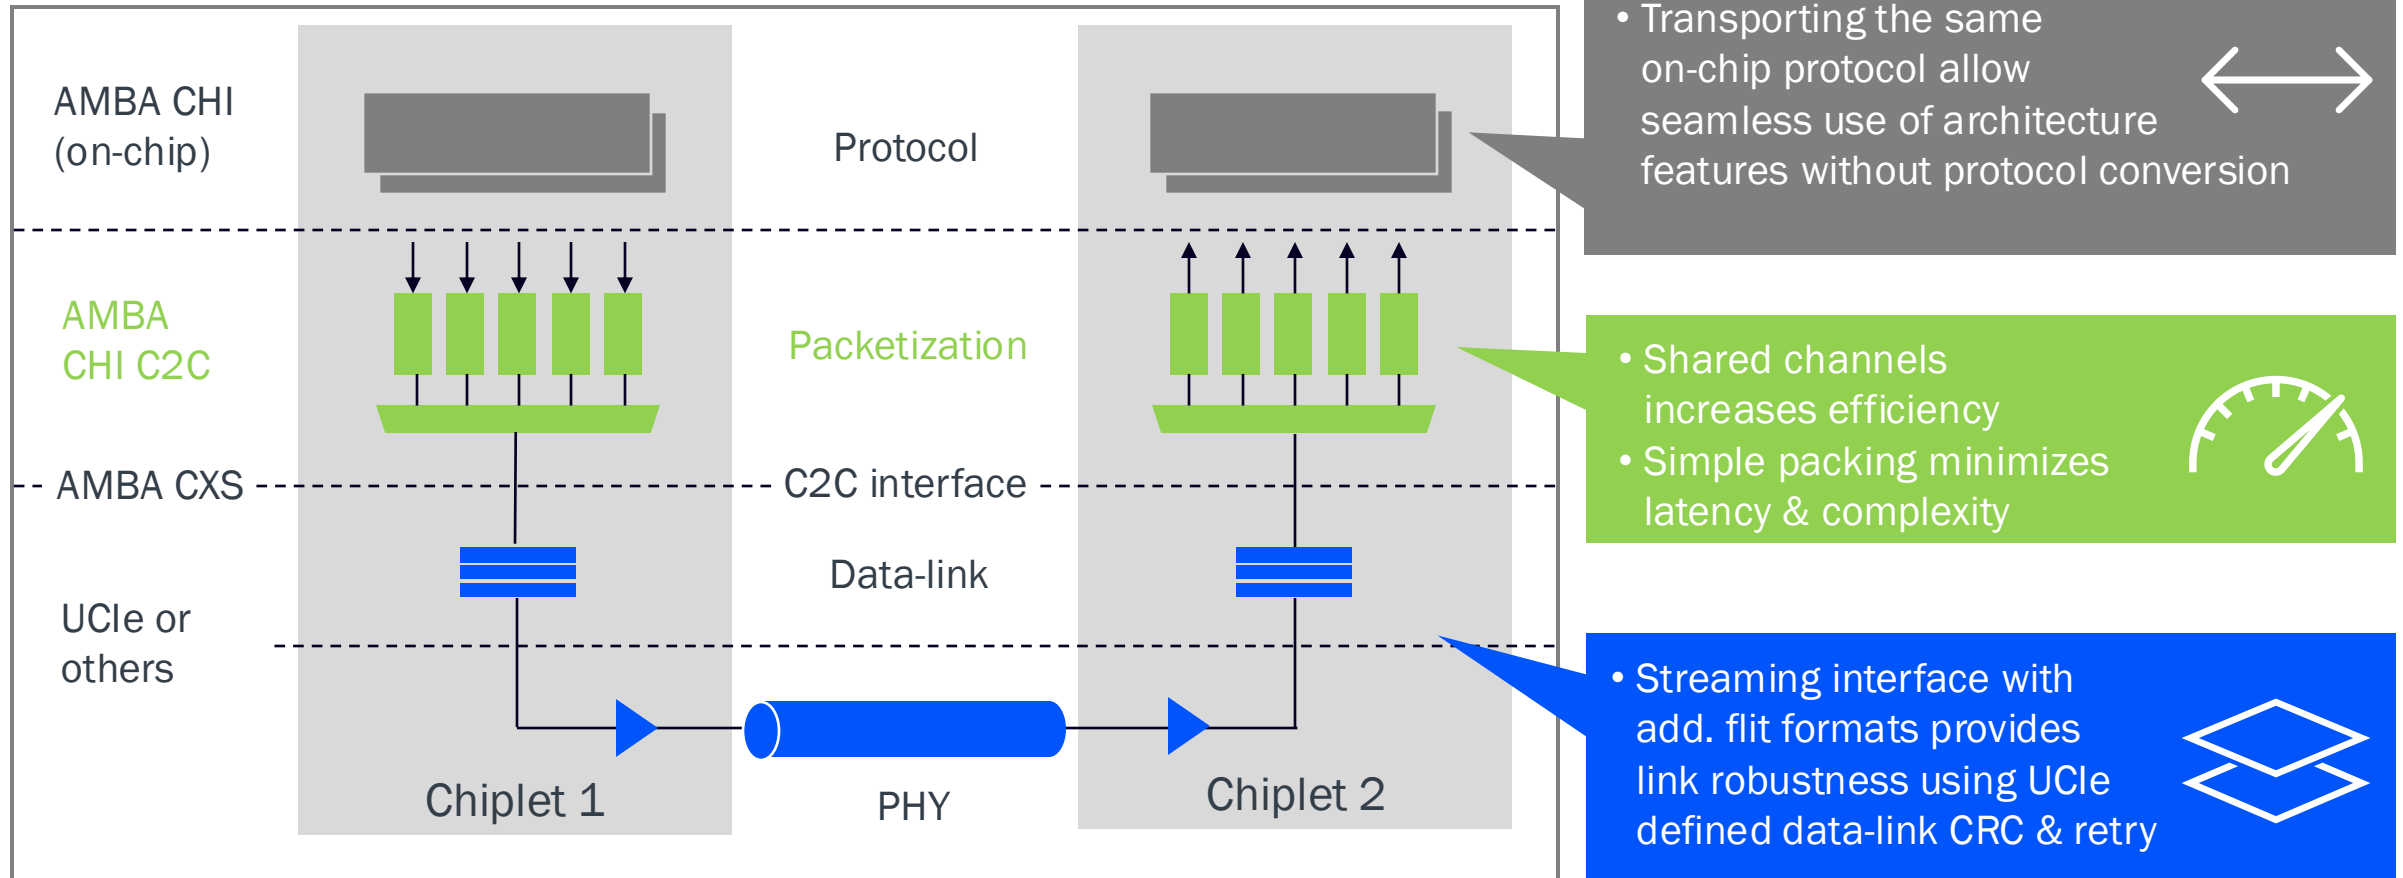 AMBA CHI
(on-chip)
Protocol
AMBA
CHI C2C
Packetization
AMBA CXS
C2C interface
Data-link
UCIe or
others
Chiplet 1
PHY
Chiplet 2
• Transporting the same
on-chip protocol allow
seamless use of architecture
features without protocol conversion
• Shared channels
increases efficiency
• Simple packing minimizes
latency & complexity
• Streaming interface with
add. flit formats provides
link robustness using UCIe
defined data-link CRC & retry